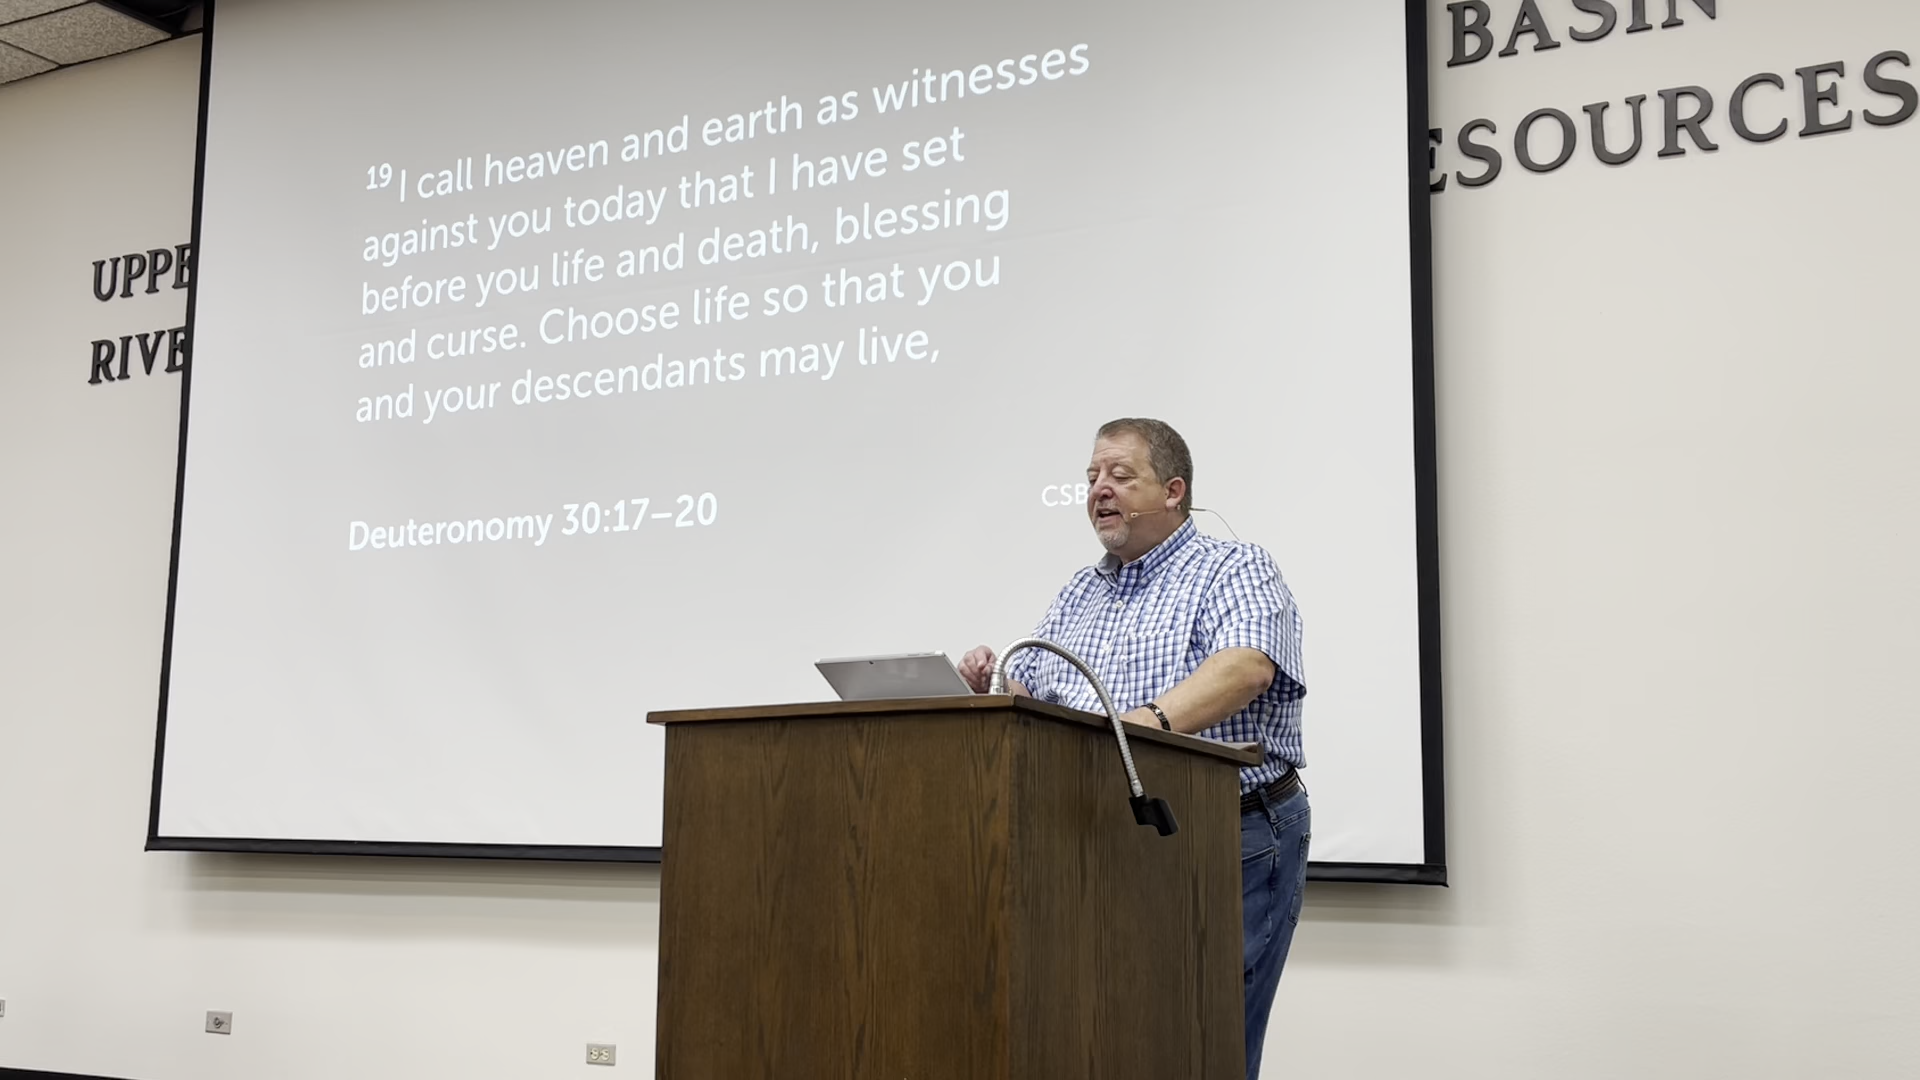 BASIN
ESOURCES
UPPE
RIVE
19 I call heaven and earth as witnesses
against you today that I have set
before you life and death, blessing
and curse. Choose life so that you
and your descendants may live,
Deuteronomy 30:17–20
CSB